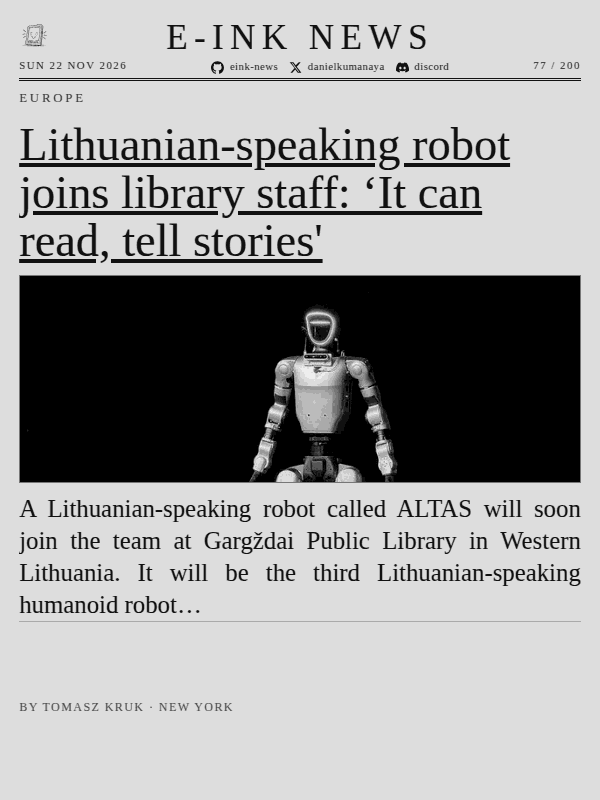 E-INK NEWS
SUN 22 NOV 2026 eink-news danielkumanaya discord 77 / 200
EUROPE
Lithuanian-speaking robot
joins library staff: ‘It can
read, tell stories'
A Lithuanian-speaking robot called ALTAS will soon
join the team at Gargždai Public Library in Western
Lithuania. It will be the third Lithuanian-speaking
humanoid robot…
BY TOMASZ KRUK · NEW YORK